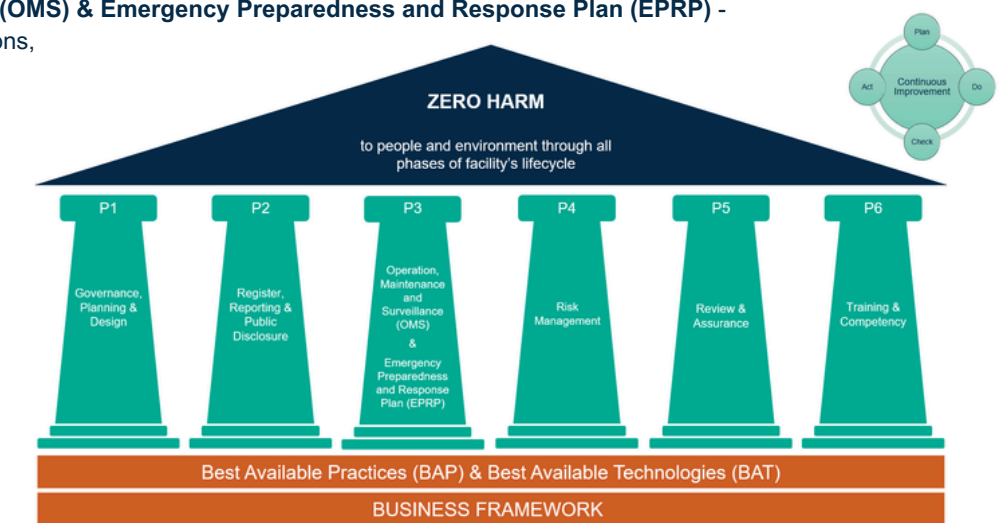 (OMS) & Emergency Preparedness and Response Plan (EPRP) -
ons,
Plan
Act
Continuous
Improvement
Do
Check
ZERO HARM
to people and environment through all
phases of facility's lifecycle
P1
Governance,
Planning &
Design
P2
Register,
Reporting &
Public
Disclosure
P3
Operation,
Maintenance
and
Surveillance
(OMS)
&
Emergency
Preparedness
and Response
Plan (EPRP)
P4
Risk
Management
P5
Review &
Assurance
P6
Training &
Competency
Best Available Practices (BAP) & Best Available Technologies (BAT)
BUSINESS FRAMEWORK